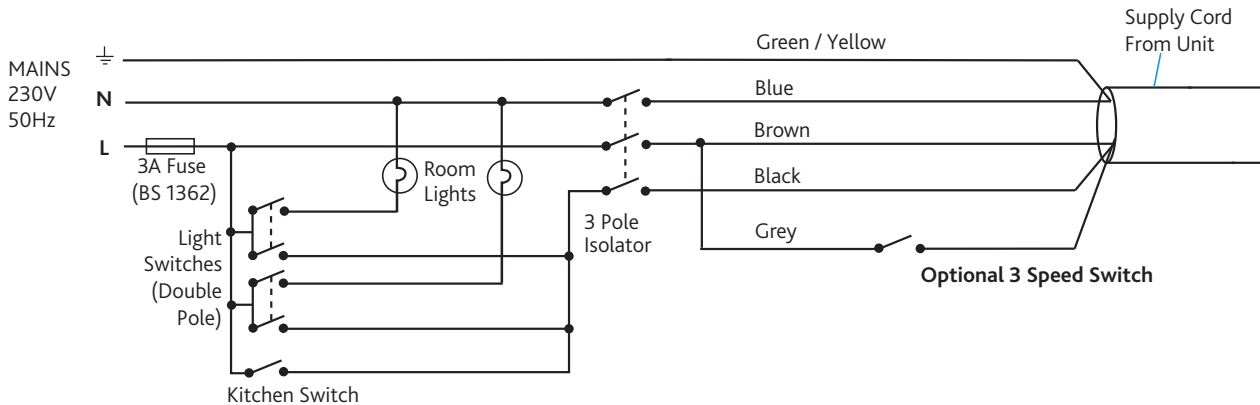 Supply Cord
From Unit
Green / Yellow
MAINS
230V
50Hz
N
Blue
L
Brown
3A Fuse
(BS 1362)
Room
Lights
Black
3 Pole
Isolator
Grey
Light
Switches
(Double
Pole)
Optional 3 Speed Switch
Kitchen Switch